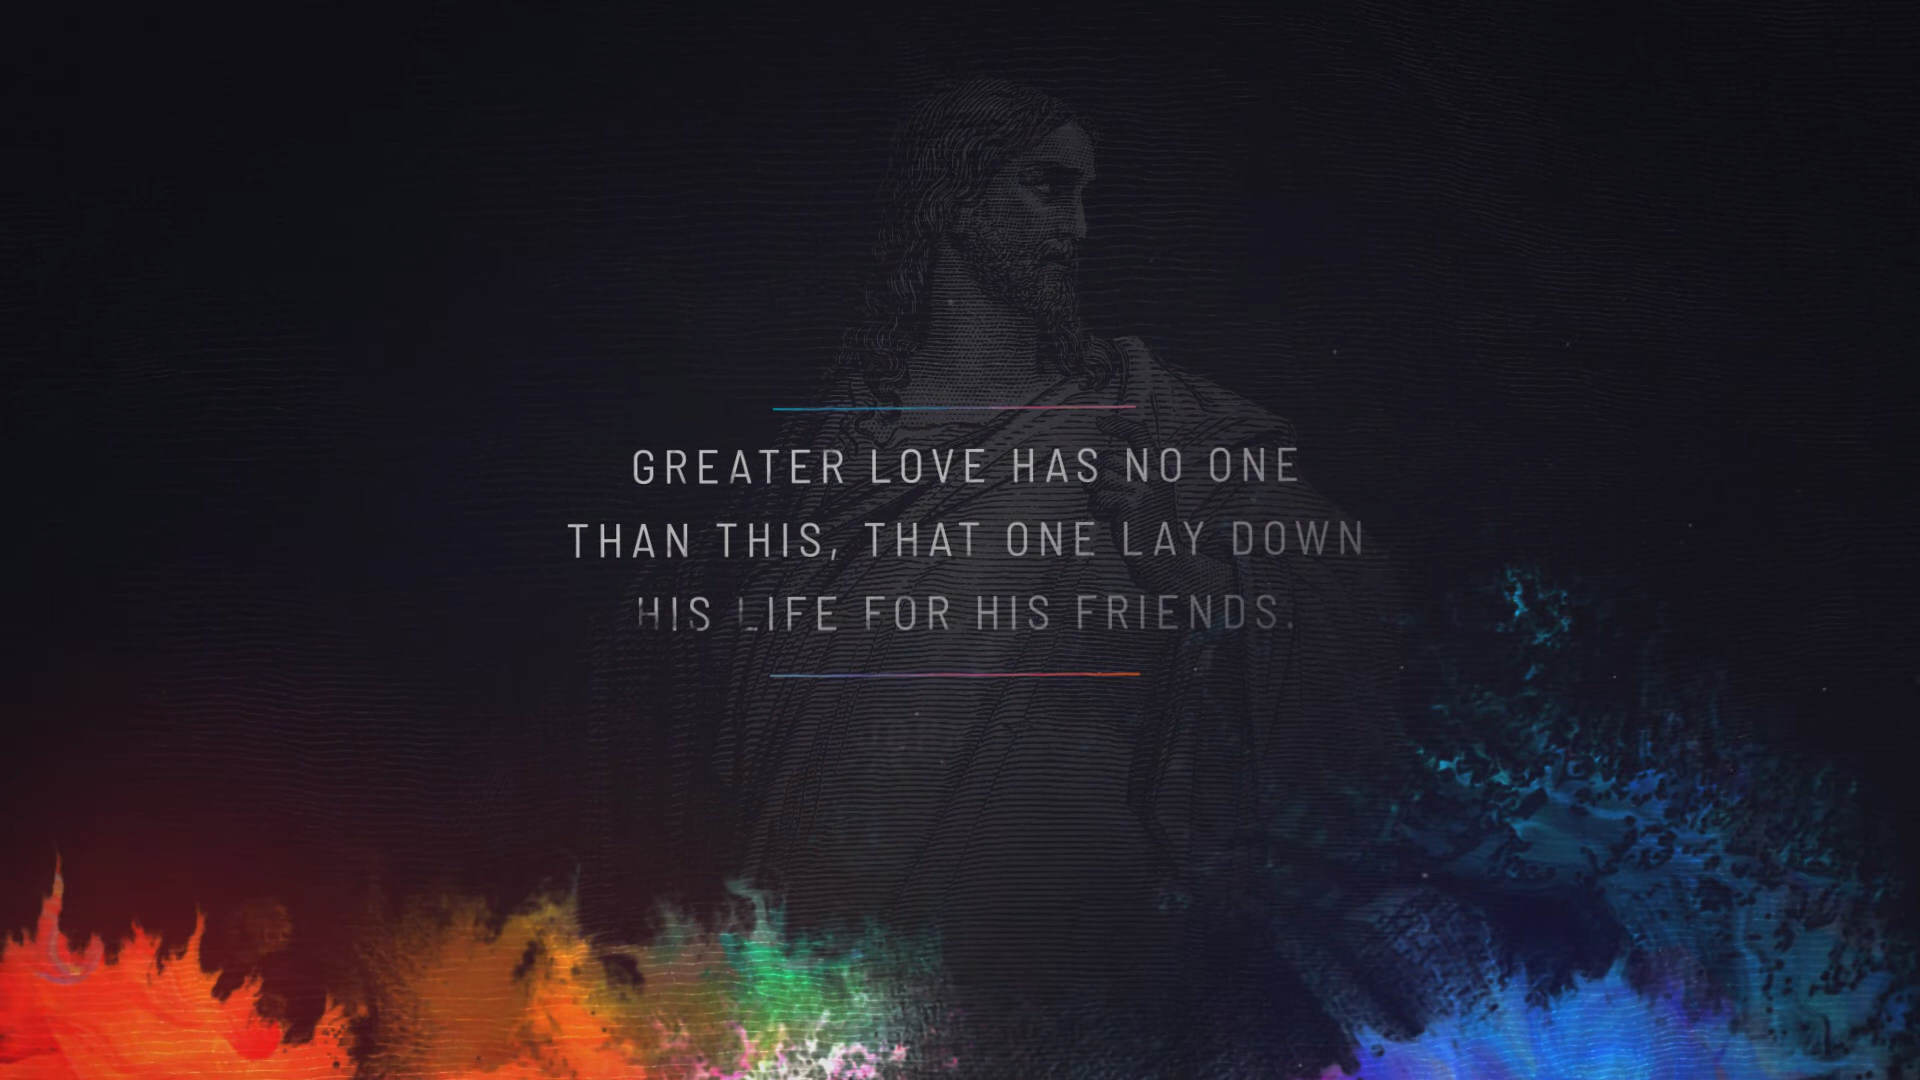 GREATER LOVE HAS NO ONE
THAN THIS, THAT ONE LAY DOWN
HIS LIFE FOR HIS FRIENDS.